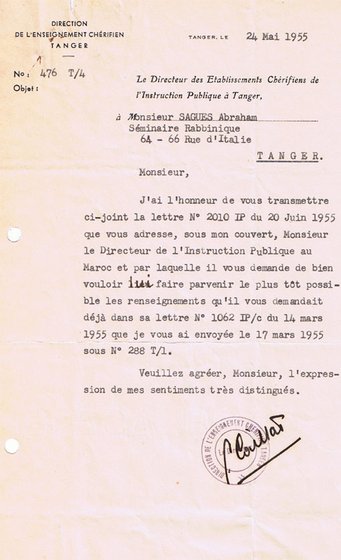 DIRECTION
DE L'ENSEIGNEMENT CHÉRIFIEN
TANGER
TANGER, LE 24 Mai 1955
No: 476 T/4
Objet:
Le Directeur des Etablissements Chérifiens de
l'Instruction Publique à Tanger,
à Monsieur SAGUES Abraham
Séminaire Rabbinique
64 - 66 Rue d'Italie
TANGER.
Monsieur,
J'ai l'honneur de vous transmettre
ci-joint la lettre N° 2010 IP du 20 Juin 1955
que vous adresse, sous mon couvert, Monsieur
le Directeur de l'Instruction Publique au
Maroc et par laquelle il vous demande de bien
vouloir lui faire parvenir le plus tôt possi-
ble les renseignements qu'il vous demandait
déjà dans sa lettre N° 1062 IP/c du 14 mars
1955 que je vous ai envoyée le 17 mars 1955
sous N° 288 T/1.
Veuillez agréer, Monsieur, l'expres-
sion de mes sentiments très distingués.
DIRECTION DE L'ENSEIGNEMENT